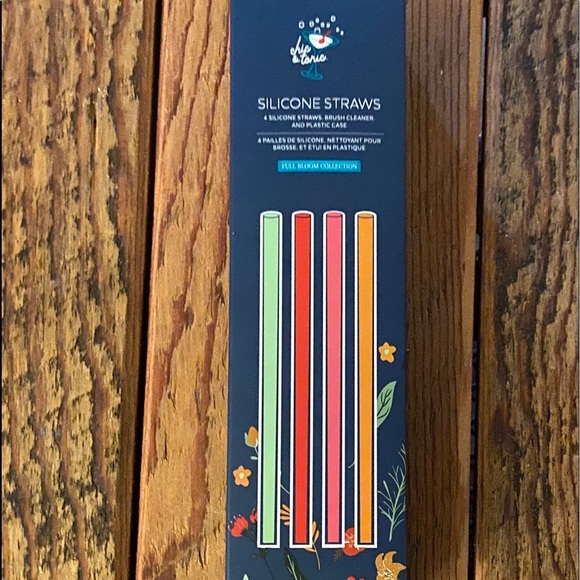 chic
& tonic
SILICONE STRAWS
4 SILICONE STRAWS, BRUSH CLEANER,
AND PLASTIC CASE
4 PAILLES DE SILICONE, NETTOYANT POUR
BROSSE, ET ÉTUI EN PLASTIQUE
FULL BLOOM COLLECTION